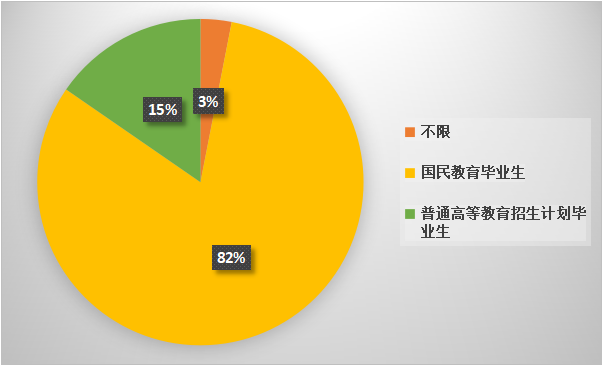 3%
15%
82%
不限
国民教育毕业生
普通高等教育招生计划毕
业生